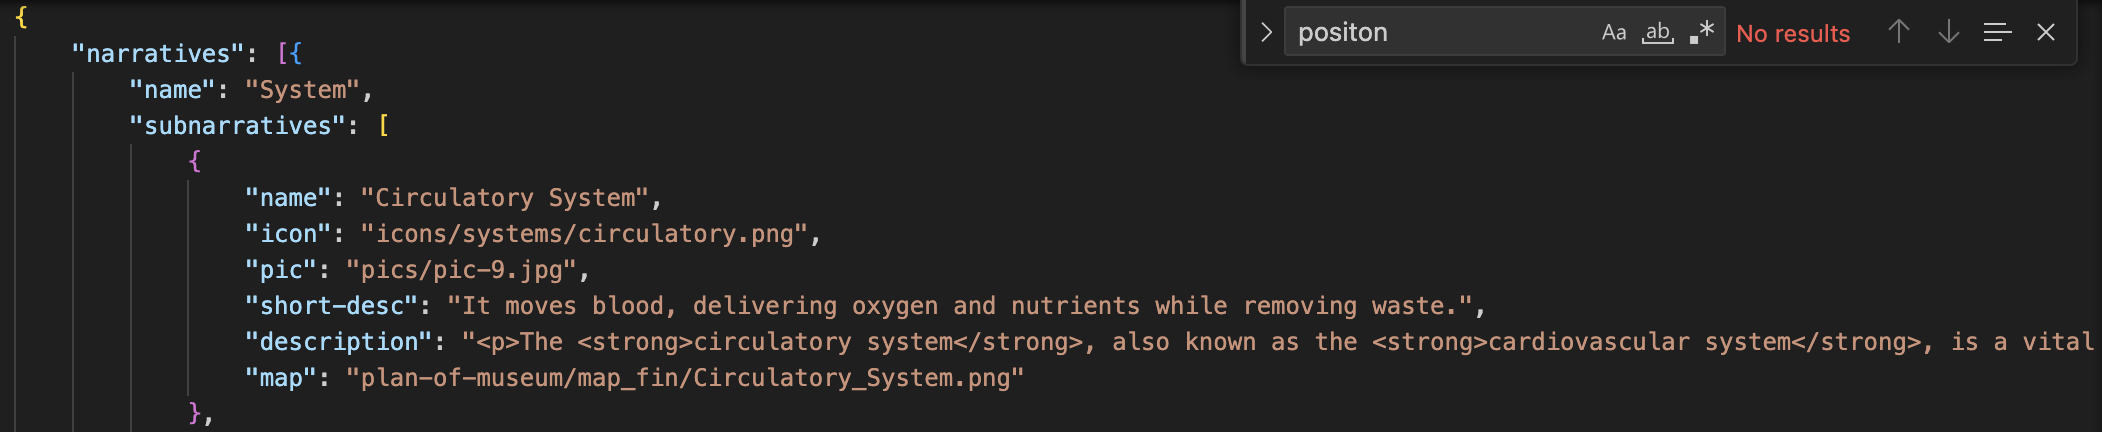 {
positon Aa ab .* No results
"narratives": [{
"name": "System",
"subnarratives": [
{
"name": "Circulatory System",
"icon": "icons/systems/circulatory.png",
"pic": "pics/pic-9.jpg",
"short-desc": "It moves blood, delivering oxygen and nutrients while removing waste.",
"description": "<p>The <strong>circulatory system</strong>, also known as the <strong>cardiovascular system</strong>, is a vital
"map": "plan-of-museum/map_fin/Circulatory_System.png"
},